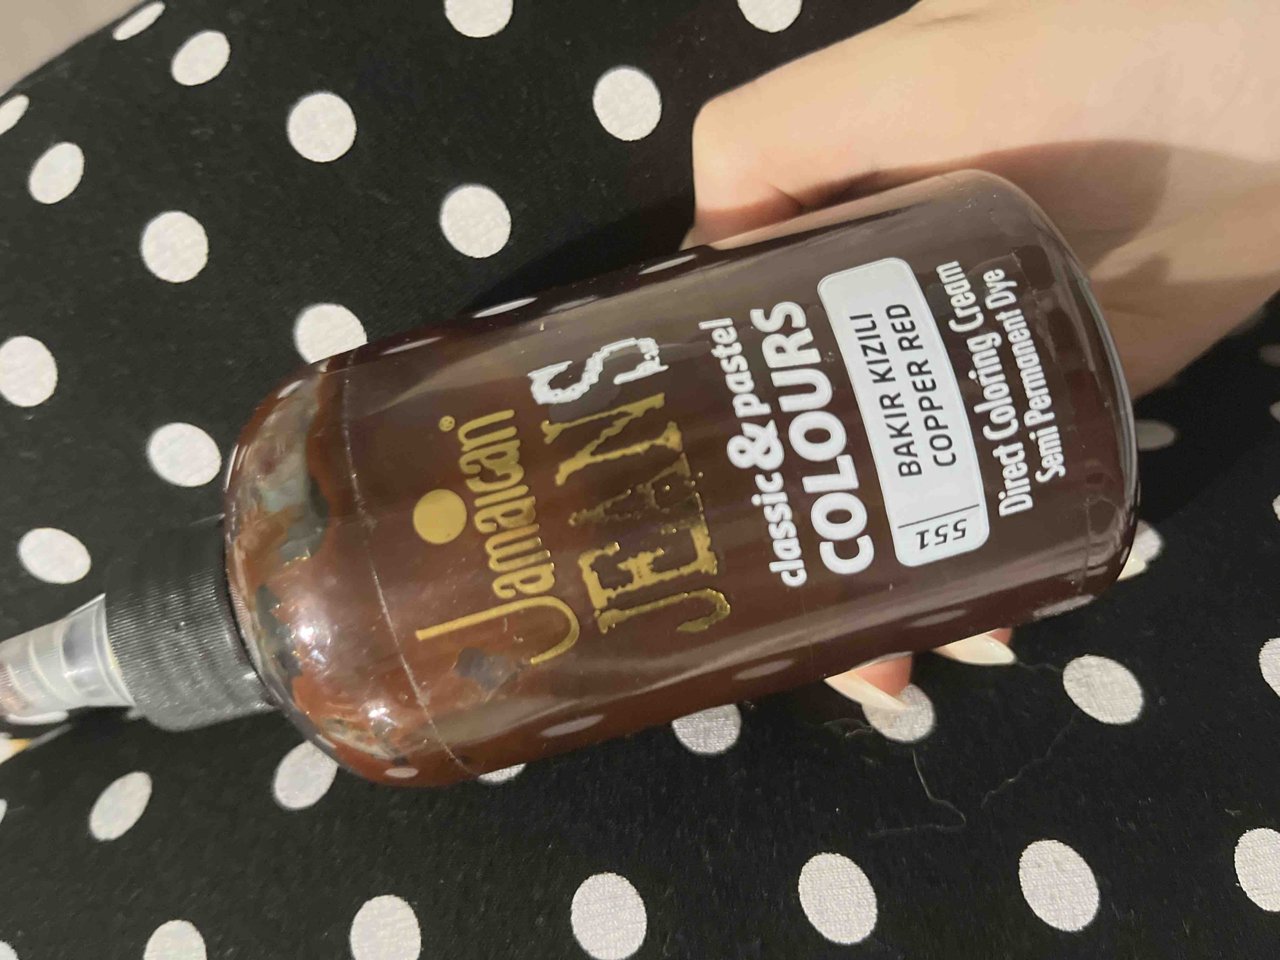 Jamaican®
JEANS
classic & pastel
COLOURS
551
BAKIR KIZILI
COPPER RED
Direct Coloring Cream
Semi Permanent Dye